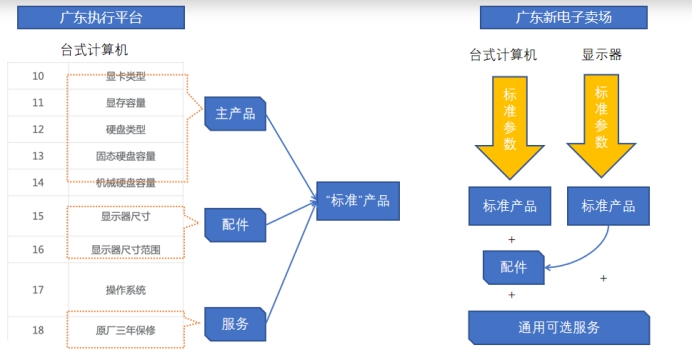 广东执行平台
台式计算机
10 显卡类型
11 显存容量
12 硬盘类型
13 固态硬盘容量
14 机械硬盘容量
15 显示器尺寸
16 显示器尺寸范围
17 操作系统
18 原厂三年保修
主产品
配件
服务
“标准”产品
广东新电子卖场
台式计算机 显示器
标准参数 标准参数
标准产品 标准产品
+
配件
+ +
通用可选服务